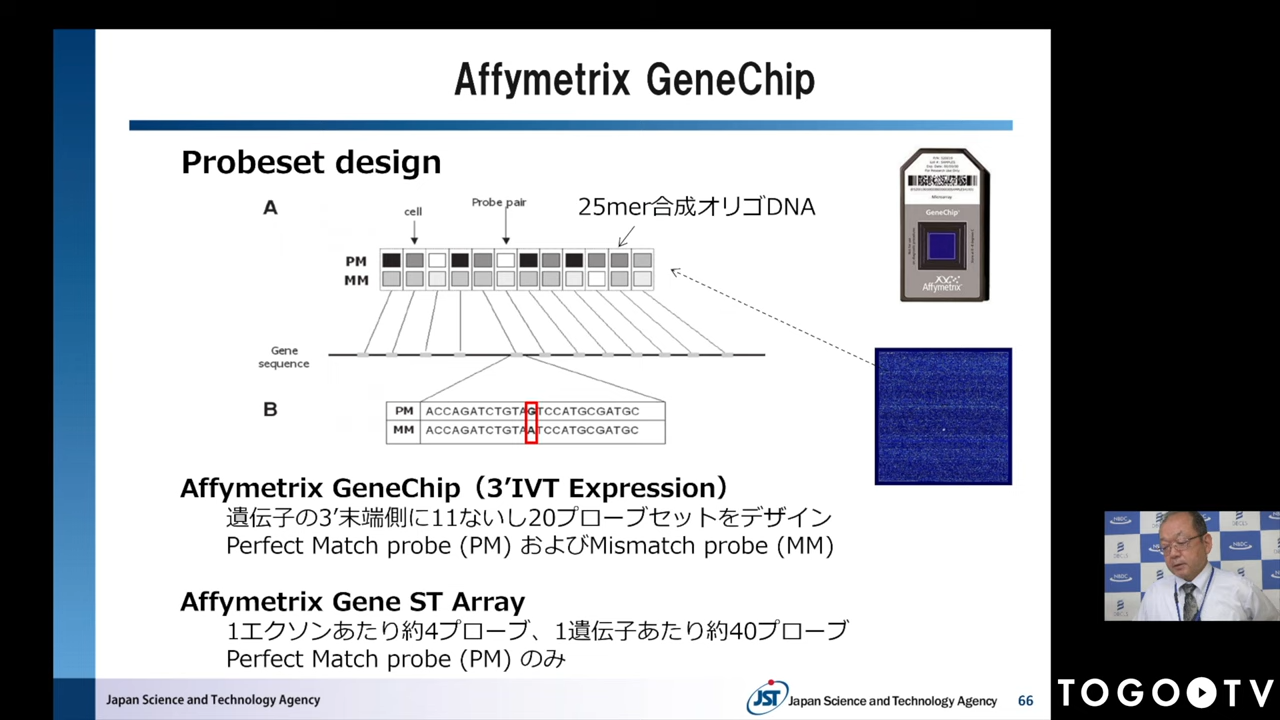 Affymetrix GeneChip
Probeset design
A
cell
Probe pair
25mer合成オリゴDNA
PM
MM
Gene
sequence
B
PM ACCAGATCTGTAGTCCATGCGATGC
MM ACCAGATCTGTAATCCATGCGATGC
GeneChip
Affymetrix
Affymetrix GeneChip（3’IVT Expression）
遺伝子の3’末端側に11ないし20プローブセットをデザイン
Perfect Match probe (PM) およびMismatch probe (MM)
Affymetrix Gene ST Array
1エクソンあたり約4プローブ、1遺伝子あたり約40プローブ
Perfect Match probe (PM) のみ
Japan Science and Technology Agency
JST Japan Science and Technology Agency
66
TOGO TV